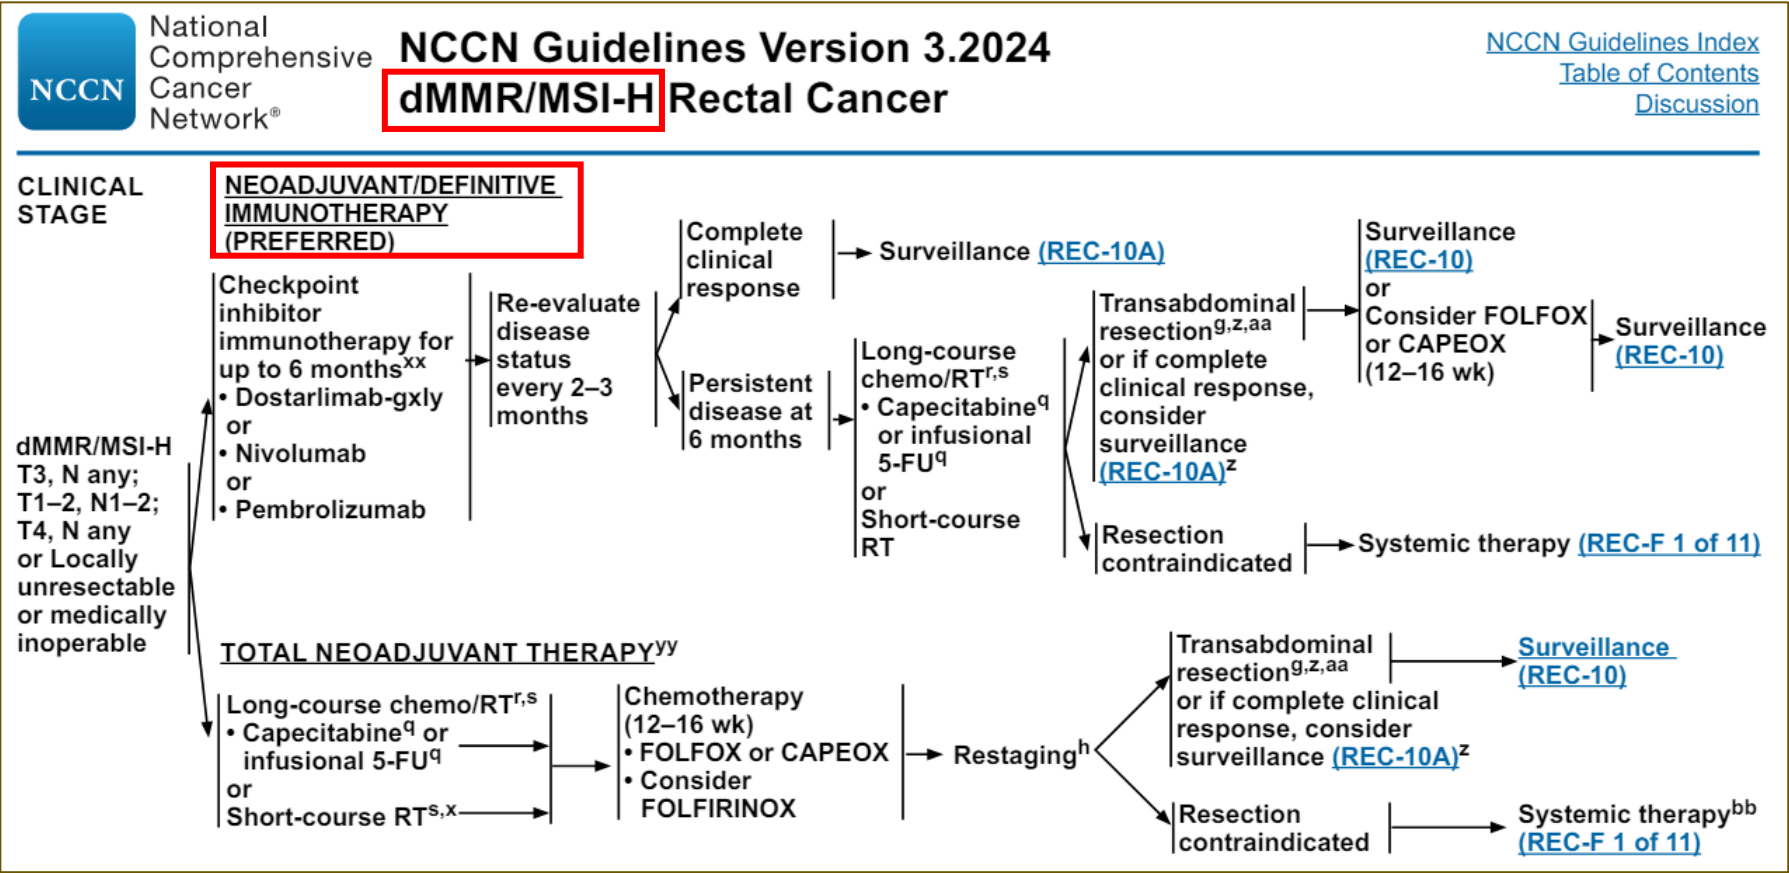 NCCN
National
Comprehensive
Cancer
Network®
NCCN Guidelines Version 3.2024
dMMR/MSI-H Rectal Cancer
NCCN Guidelines Index
Table of Contents
Discussion
CLINICAL
STAGE
NEOADJUVANT/DEFINITIVE
IMMUNOTHERAPY
(PREFERRED)
dMMR/MSI-H
T3, N any;
T1–2, N1–2;
T4, N any
or Locally
unresectable
or medically
inoperable
Checkpoint
inhibitor
immunotherapy for
up to 6 monthsxx
• Dostarlimab-gxly
or
• Nivolumab
or
• Pembrolizumab
Re-evaluate
disease
status
every 2–3
months
Complete
clinical
response
Surveillance (REC-10A)
Persistent
disease at
6 months
Long-course
chemo/RTr,s
• Capecitabineq
or infusional
5-FUq
or
Short-course
RT
Transabdominal
resectiong,z,aa
or if complete
clinical response,
consider
surveillance
(REC-10A)z
Surveillance
(REC-10)
or
Consider FOLFOX
or CAPEOX
(12–16 wk)
Surveillance
(REC-10)
Resection
contraindicated
Systemic therapy (REC-F 1 of 11)
TOTAL NEOADJUVANT THERAPYyy
Long-course chemo/RTr,s
• Capecitabineq or
infusional 5-FUq
or
Short-course RTs,x
Chemotherapy
(12–16 wk)
• FOLFOX or CAPEOX
• Consider
FOLFIRINOX
Restagingh
Transabdominal
resectiong,z,aa
or if complete clinical
response, consider
surveillance (REC-10A)z
Surveillance
(REC-10)
Resection
contraindicated
Systemic therapybb
(REC-F 1 of 11)